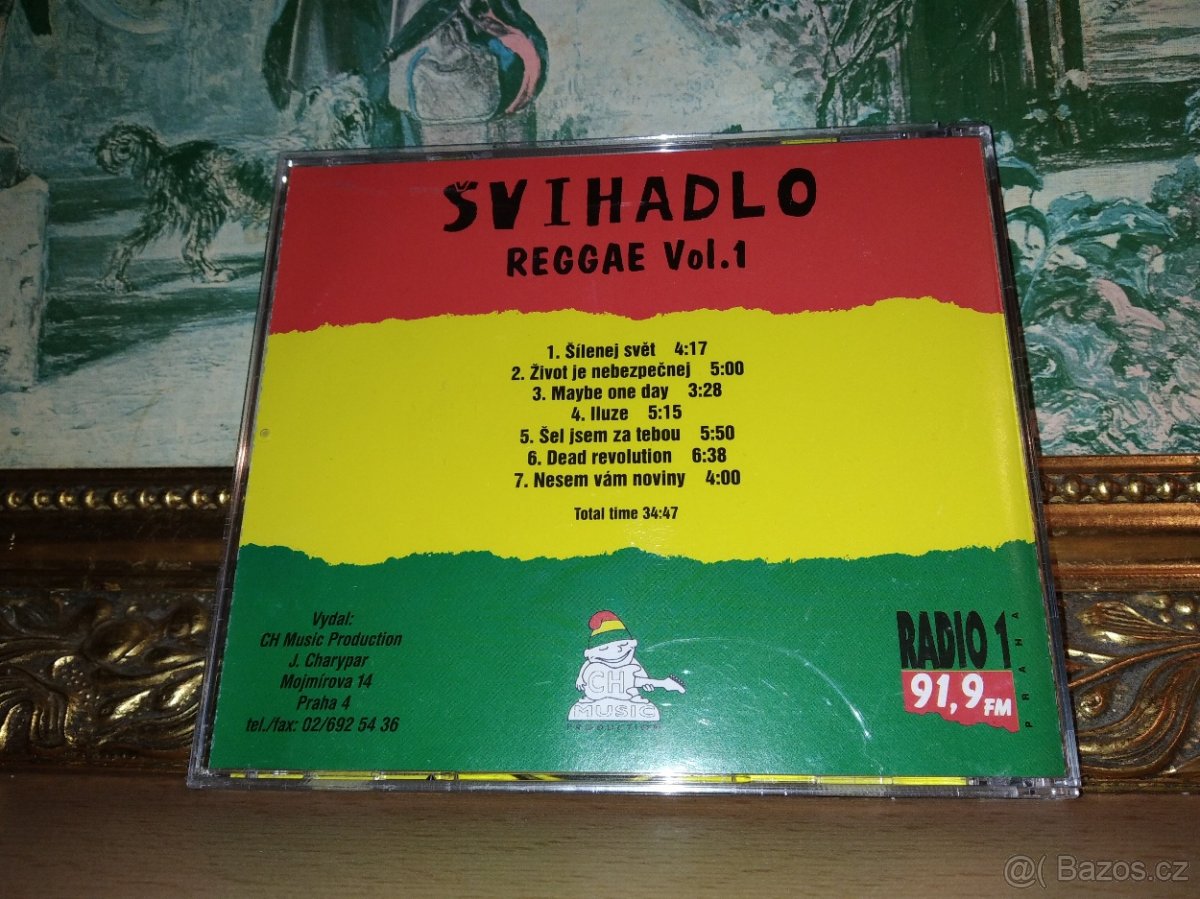 ŠVIHADLO
REGGAE Vol.1
1. Šílenej svět 4:17
2. Život je nebezpečnej 5:00
3. Maybe one day 3:28
4. Iluze 5:15
5. Šel jsem za tebou 5:50
6. Dead revolution 6:38
7. Nesem vám noviny 4:00
Total time 34:47
Vydal:
CH Music Production
J. Charypar
Mojmírova 14
Praha 4
tel./fax: 02/692 54 36
CH
MUSIC
PRODUCTION
RADIO 1
91,9 FM
PRAHA
@( Bazos.cz